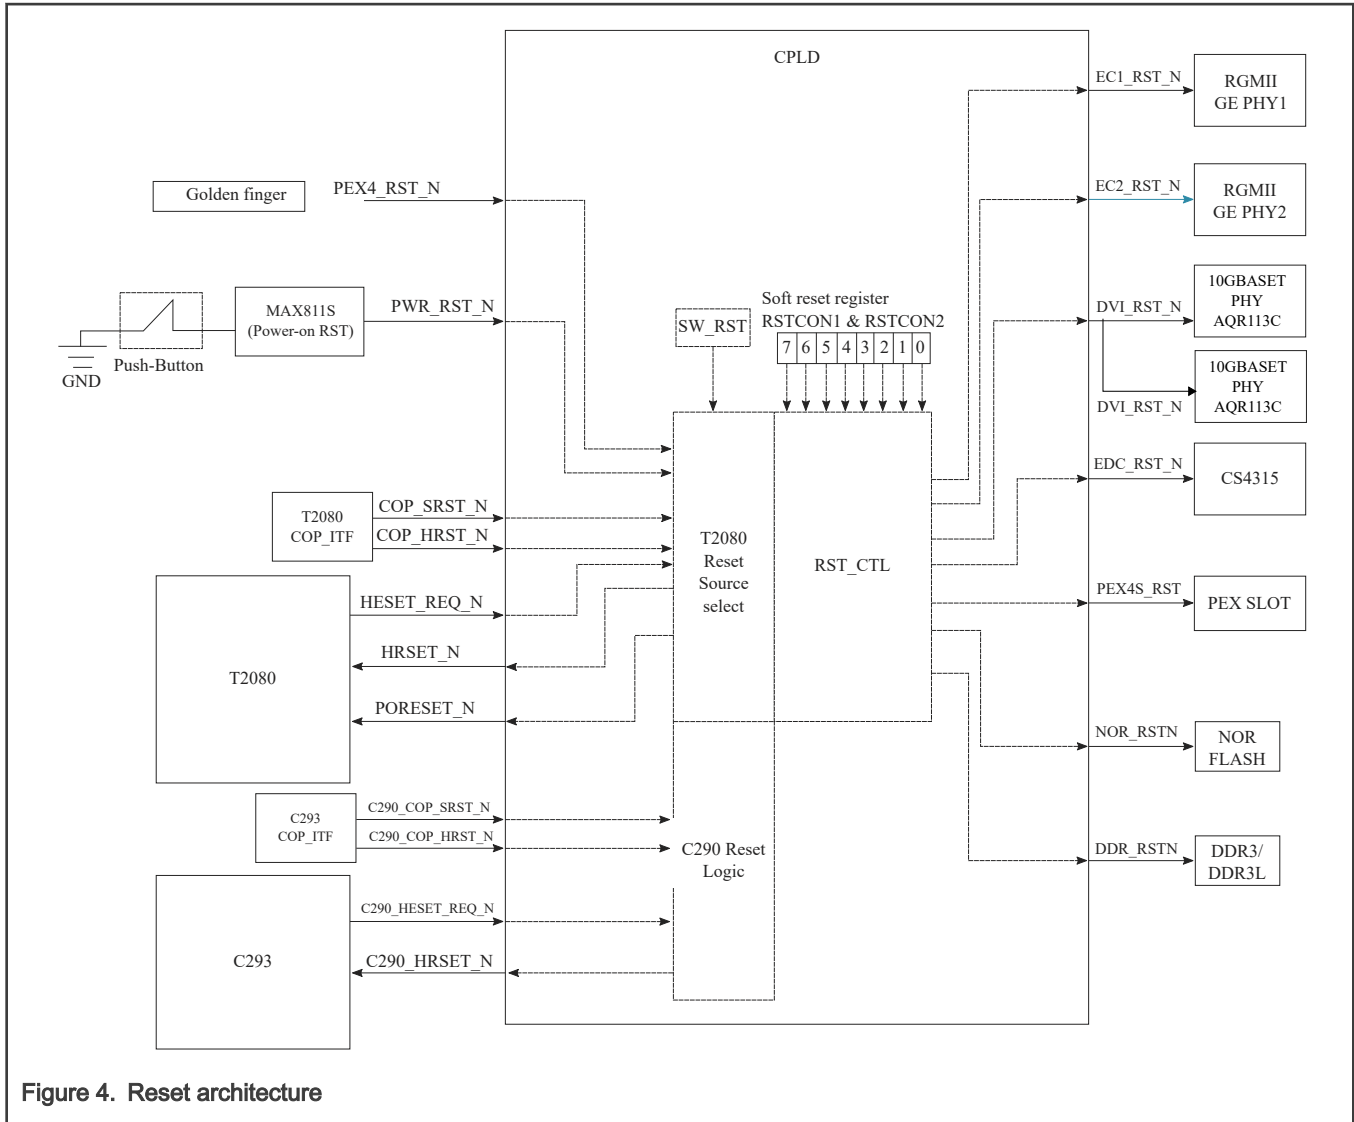 CPLD
EC1_RST_N
RGMII
GE PHY1
Golden finger
PEX4_RST_N
EC2_RST_N
RGMII
GE PHY2
MAX811S
(Power-on RST)
PWR_RST_N
Push-Button
GND
SW_RST
Soft reset register
RSTCON1 & RSTCON2
7 6 5 4 3 2 1 0
DVI_RST_N
10GBASET
PHY
AQR113C
10GBASET
PHY
AQR113C
DVI_RST_N
EDC_RST_N
CS4315
T2080
COP_ITF
COP_SRST_N
COP_HRST_N
T2080
Reset
Source
select
RST_CTL
HESET_REQ_N
HRSET_N
PORESET_N
T2080
PEX4S_RST
PEX SLOT
NOR_RSTN
NOR
FLASH
C293
COP_ITF
C290_COP_SRST_N
C290_COP_HRST_N
C290 Reset
Logic
DDR_RSTN
DDR3/
DDR3L
C293
C290_HESET_REQ_N
C290_HRSET_N
Figure 4. Reset architecture